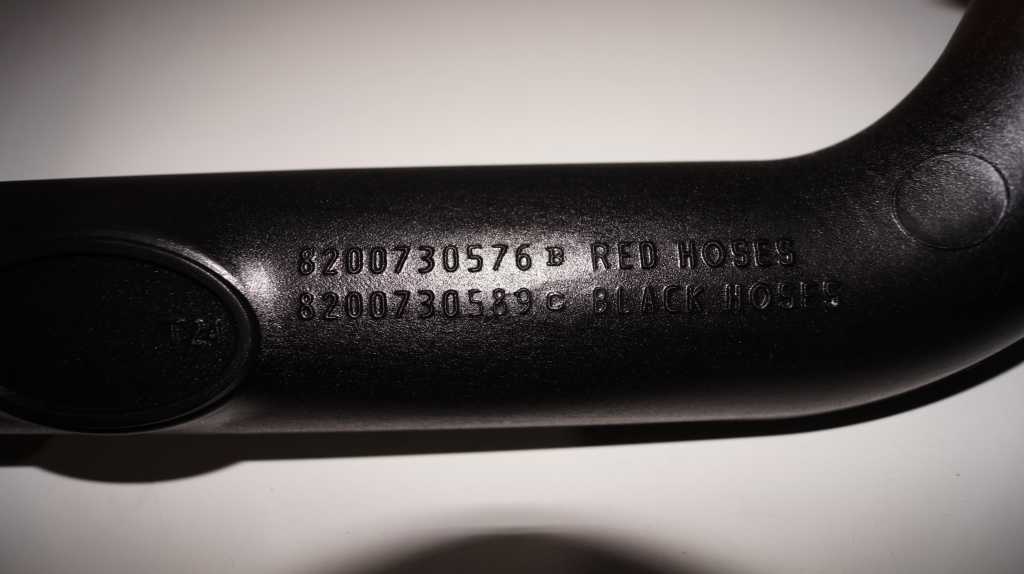 8200730576 B RED HOSES
8200730589 C BLACK HOSES